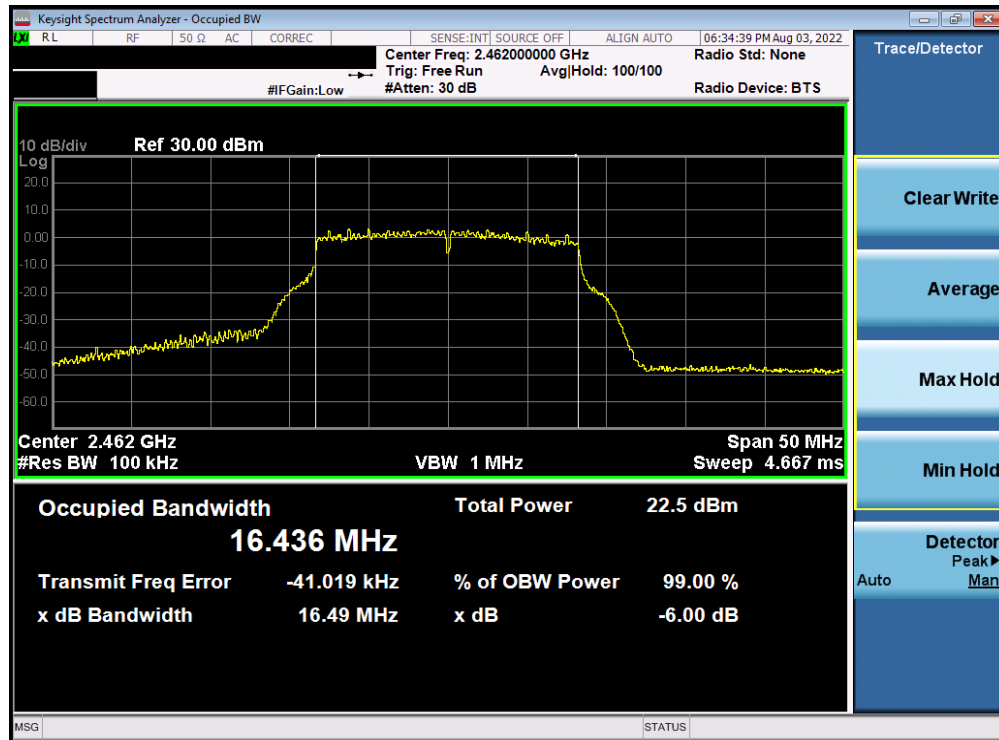 Keysight Spectrum Analyzer - Occupied BW
LXI RL RF 50 Ω AC CORREC SENSE:INT SOURCE OFF ALIGN AUTO 06:34:39 PM Aug 03, 2022
Center Freq: 2.462000000 GHz Radio Std: None
Trig: Free Run Avg|Hold: 100/100
#IFGain:Low #Atten: 30 dB Radio Device: BTS
Trace/Detector
10 dB/div Ref 30.00 dBm
Log
20.0
10.0
0.00
-10.0
-20.0
-30.0
-40.0
-50.0
-60.0
Center 2.462 GHz Span 50 MHz
#Res BW 100 kHz VBW 1 MHz Sweep 4.667 ms
Occupied Bandwidth Total Power 22.5 dBm
16.436 MHz
Transmit Freq Error -41.019 kHz % of OBW Power 99.00 %
x dB Bandwidth 16.49 MHz x dB -6.00 dB
Clear Write
Average
Max Hold
Min Hold
Detector
Peak▶
Auto Man
MSG STATUS